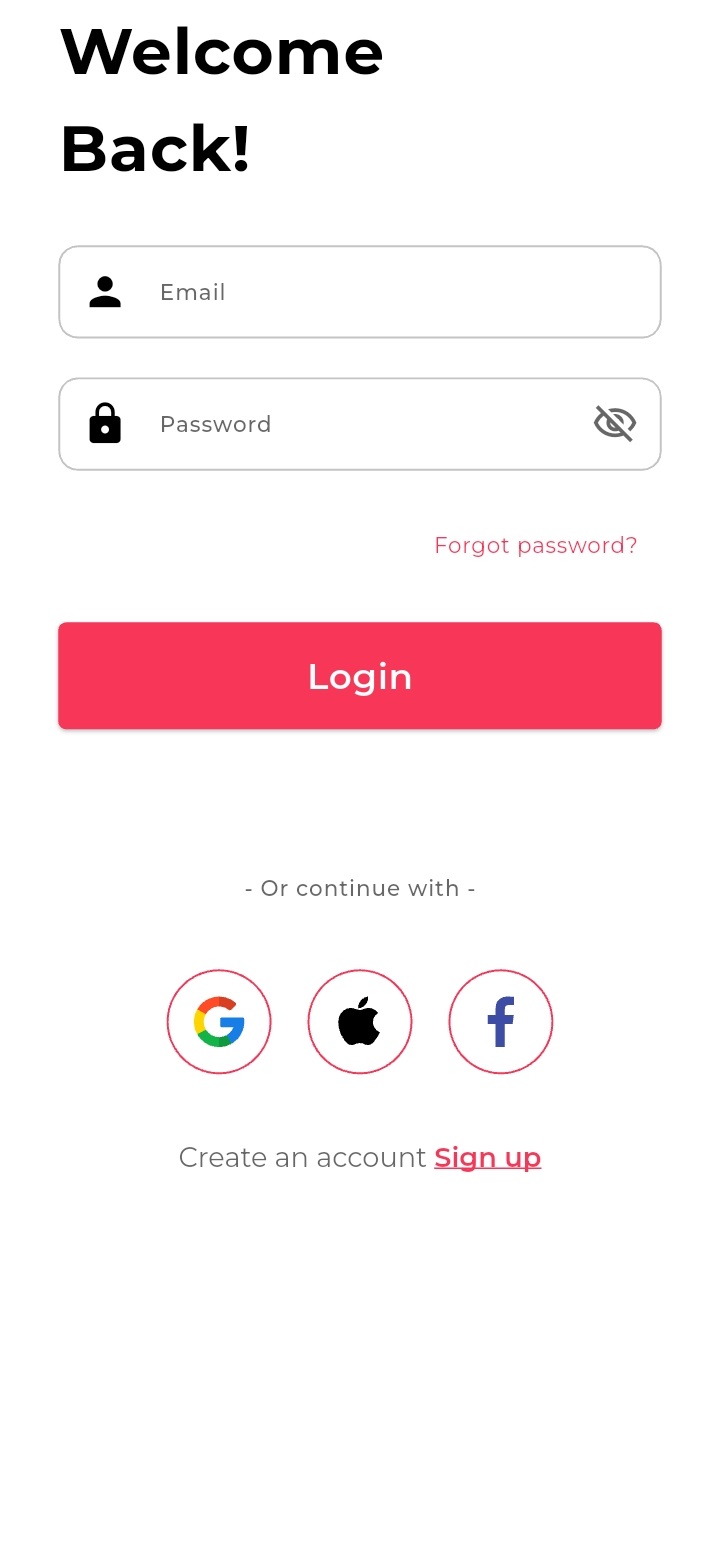 Welcome
Back!
Email
Password
Forgot password?
Login
- Or continue with -
Create an account Sign up